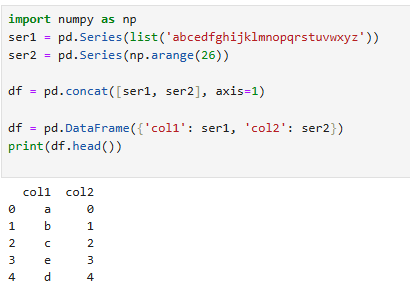 import numpy as np
ser1 = pd.Series(list('abcedfghijklmnopqrstuvwxyz'))
ser2 = pd.Series(np.arange(26))
df = pd.concat([ser1, ser2], axis=1)
df = pd.DataFrame({'col1': ser1, 'col2': ser2})
print(df.head())
col1 col2
0 a 0
1 b 1
2 c 2
3 e 3
4 d 4